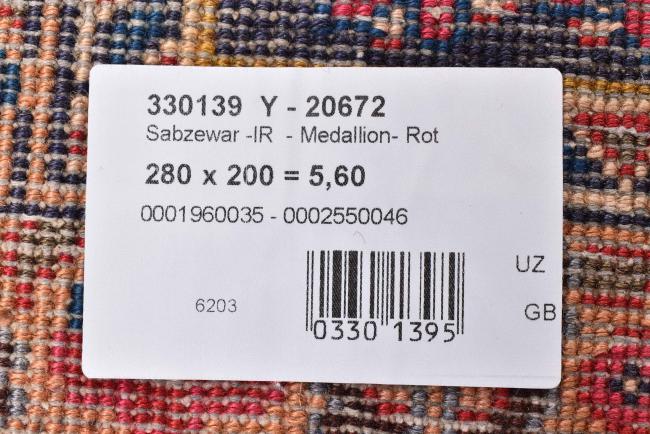 330139 Y - 20672
Sabzewar -IR - Medallion- Rot
280 x 200 = 5,60
0001960035 - 0002550046
UZ
6203
GB
0330 1395